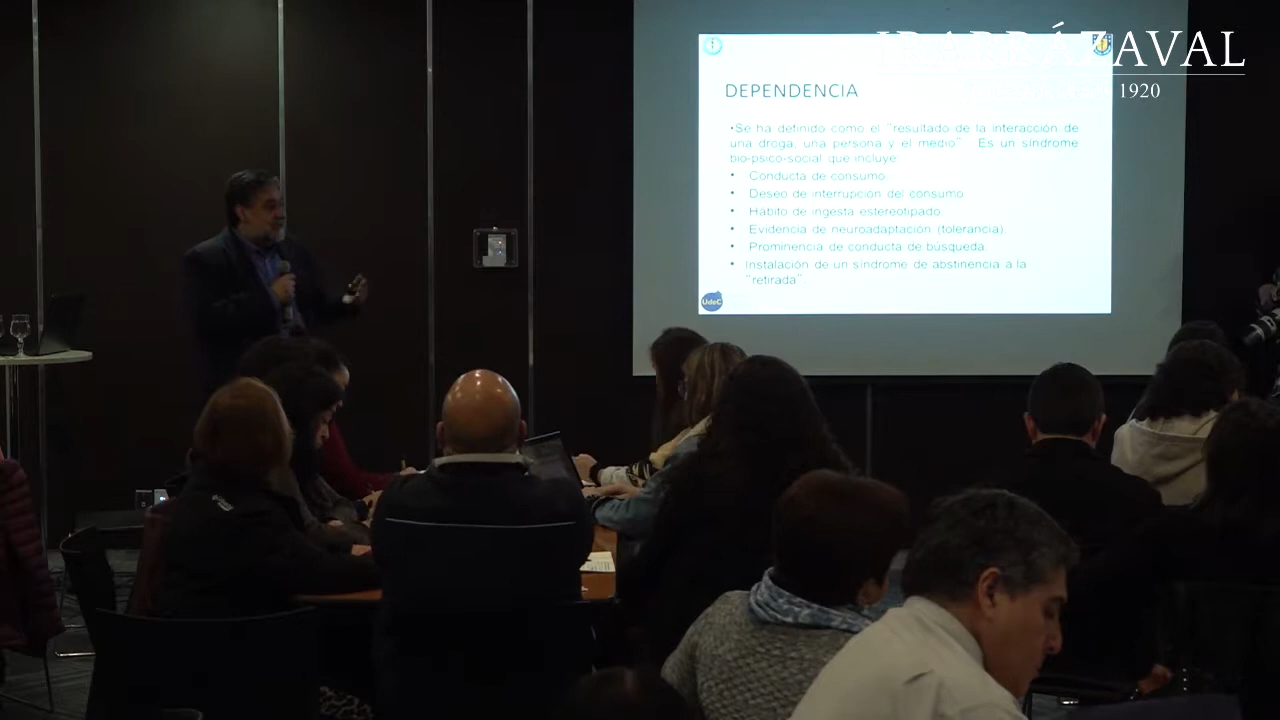 IRARRÁZAVAL
1920
DEPENDENCIA
•Se ha definido como el "resultado de la interacción de
una droga, una persona y el medio" Es un síndrome
bio-psico-social que incluye:
• Conducta de consumo.
• Deseo de interrupción del consumo
• Hábito de ingesta estereotipado.
• Evidencia de neuroadaptación (tolerancia).
• Prominencia de conducta de búsqueda.
• Instalación de un síndrome de abstinencia a la
"retirada"
UdeC